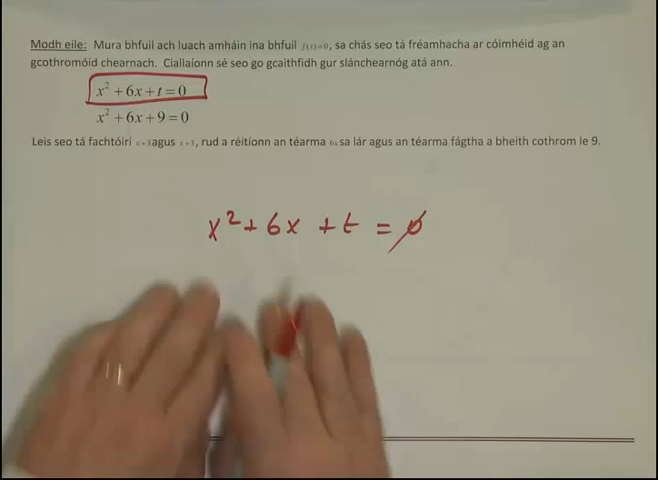 Modh eile: Mura bhfuil ach luach amháin ina bhfuil f(x)=0, sa chás seo tá fréamhacha ar cóimhéid ag an
gcothromóid chearnach. Ciallaíonn sé seo go gcaithfidh gur slánchearnóg atá ann.
x² + 6x + t = 0
x² + 6x + 9 = 0
Leis seo tá fachtóirí x+3 agus x+3, rud a réitíonn an téarma 6x sa lár agus an téarma fágtha a bheith cothrom le 9.
x² + 6x + t = 0